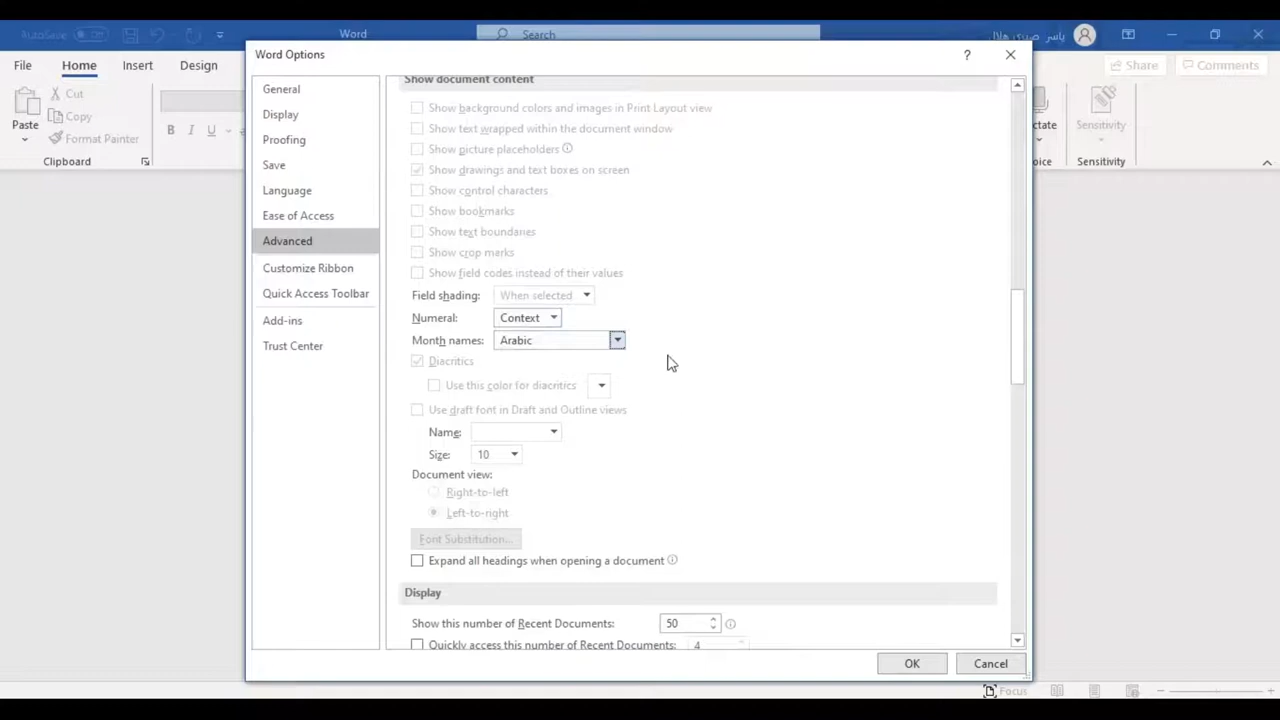 AutoSave Off Word Search ياسر صبري هلال
Word Options
File Home Insert Design Share Comments
Cut
Copy
Paste
Format Painter
B I U
Clipboard
Sensitivity
Sensitivity
General
Display
Proofing
Save
Language
Ease of Access
Advanced
Customize Ribbon
Quick Access Toolbar
Add-ins
Trust Center
Show document content
Show background colors and images in Print Layout view
Show text wrapped within the document window
Show picture placeholders
Show drawings and text boxes on screen
Show control characters
Show bookmarks
Show text boundaries
Show crop marks
Show field codes instead of their values
Field shading: When selected
Numeral: Context
Month names: Arabic
Diacritics
Use this color for diacritics
Use draft font in Draft and Outline views
Name:
Size: 10
Document view:
Right-to-left
Left-to-right
Font Substitution...
Expand all headings when opening a document
Display
Show this number of Recent Documents: 50
Quickly access this number of Recent Documents: 4
OK Cancel
Focus